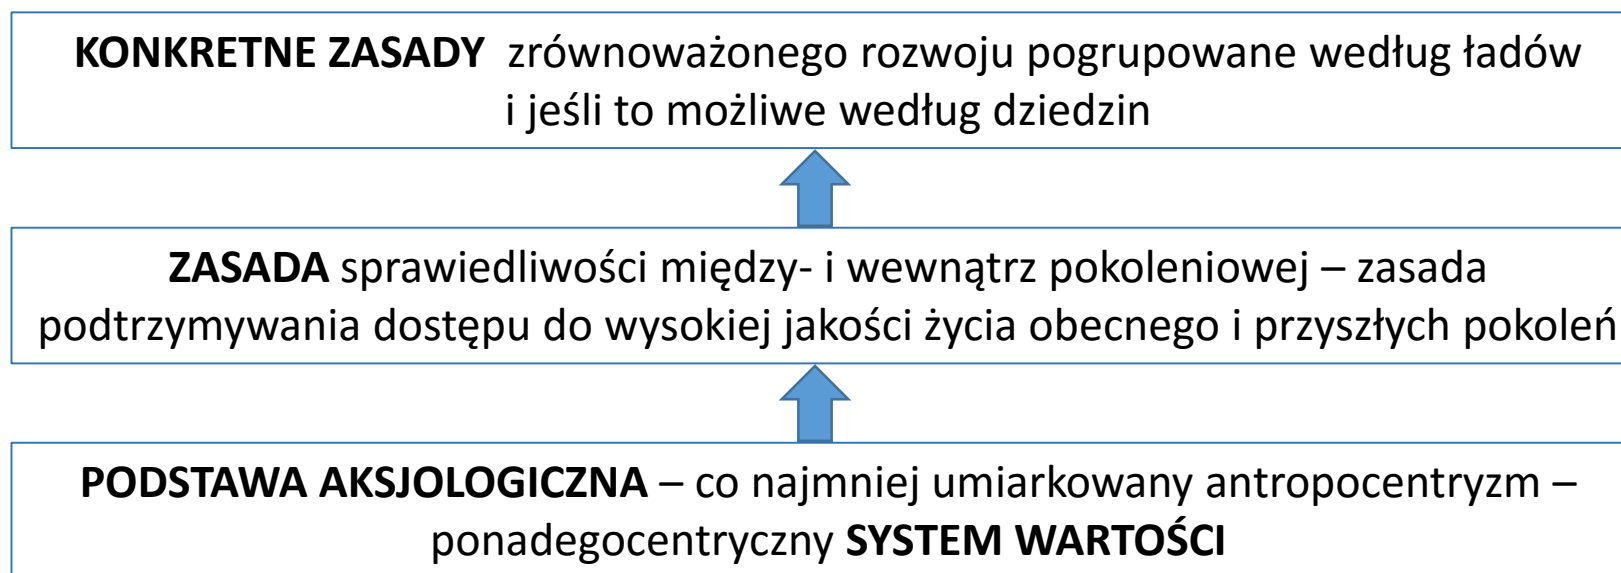 KONKRETNE ZASADY zrównoważonego rozwoju pogrupowane według ładów
i jeśli to możliwe według dziedzin
ZASADA sprawiedliwości między- i wewnątrz pokoleniowej – zasada
podtrzymywania dostępu do wysokiej jakości życia obecnego i przyszłych pokoleń
PODSTAWA AKSJOLOGICZNA – co najmniej umiarkowany antropocentryzm –
ponadegocentryczny SYSTEM WARTOŚCI